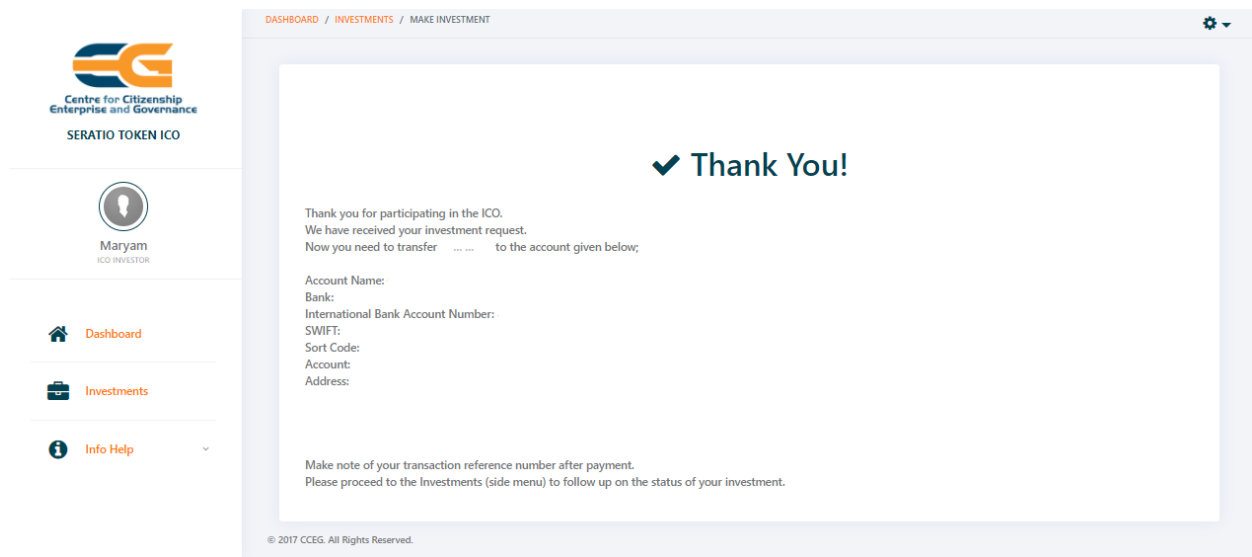 DASHBOARD / INVESTMENTS / MAKE INVESTMENT
Centre for Citizenship
Enterprise and Governance
SERATIO TOKEN ICO
Maryam
ICO INVESTOR
Dashboard
Investments
Info Help
Thank You!
Thank you for participating in the ICO.
We have received your investment request.
Now you need to transfer ... ... to the account given below;
Account Name:
Bank:
International Bank Account Number:
SWIFT:
Sort Code:
Account:
Address:
Make note of your transaction reference number after payment.
Please proceed to the Investments (side menu) to follow up on the status of your investment.
© 2017 CCEG. All Rights Reserved.